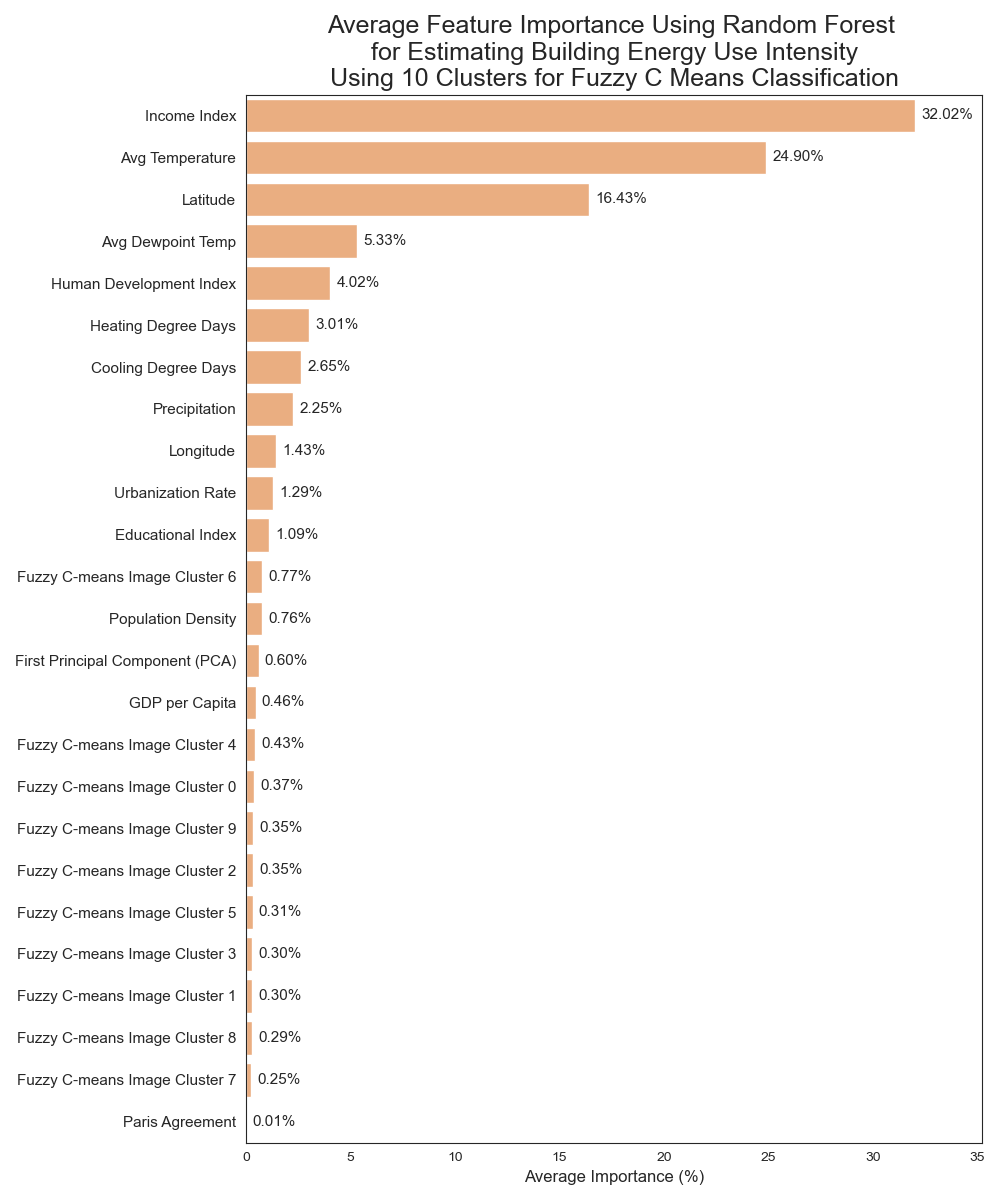 Average Feature Importance Using Random Forest
for Estimating Building Energy Use Intensity
Using 10 Clusters for Fuzzy C Means Classification
Income Index 32.02%
Avg Temperature 24.90%
Latitude 16.43%
Avg Dewpoint Temp 5.33%
Human Development Index 4.02%
Heating Degree Days 3.01%
Cooling Degree Days 2.65%
Precipitation 2.25%
Longitude 1.43%
Urbanization Rate 1.29%
Educational Index 1.09%
Fuzzy C-means Image Cluster 6 0.77%
Population Density 0.76%
First Principal Component (PCA) 0.60%
GDP per Capita 0.46%
Fuzzy C-means Image Cluster 4 0.43%
Fuzzy C-means Image Cluster 0 0.37%
Fuzzy C-means Image Cluster 9 0.35%
Fuzzy C-means Image Cluster 2 0.35%
Fuzzy C-means Image Cluster 5 0.31%
Fuzzy C-means Image Cluster 3 0.30%
Fuzzy C-means Image Cluster 1 0.30%
Fuzzy C-means Image Cluster 8 0.29%
Fuzzy C-means Image Cluster 7 0.25%
Paris Agreement 0.01%
0 5 10 15 20 25 30 35
Average Importance (%)